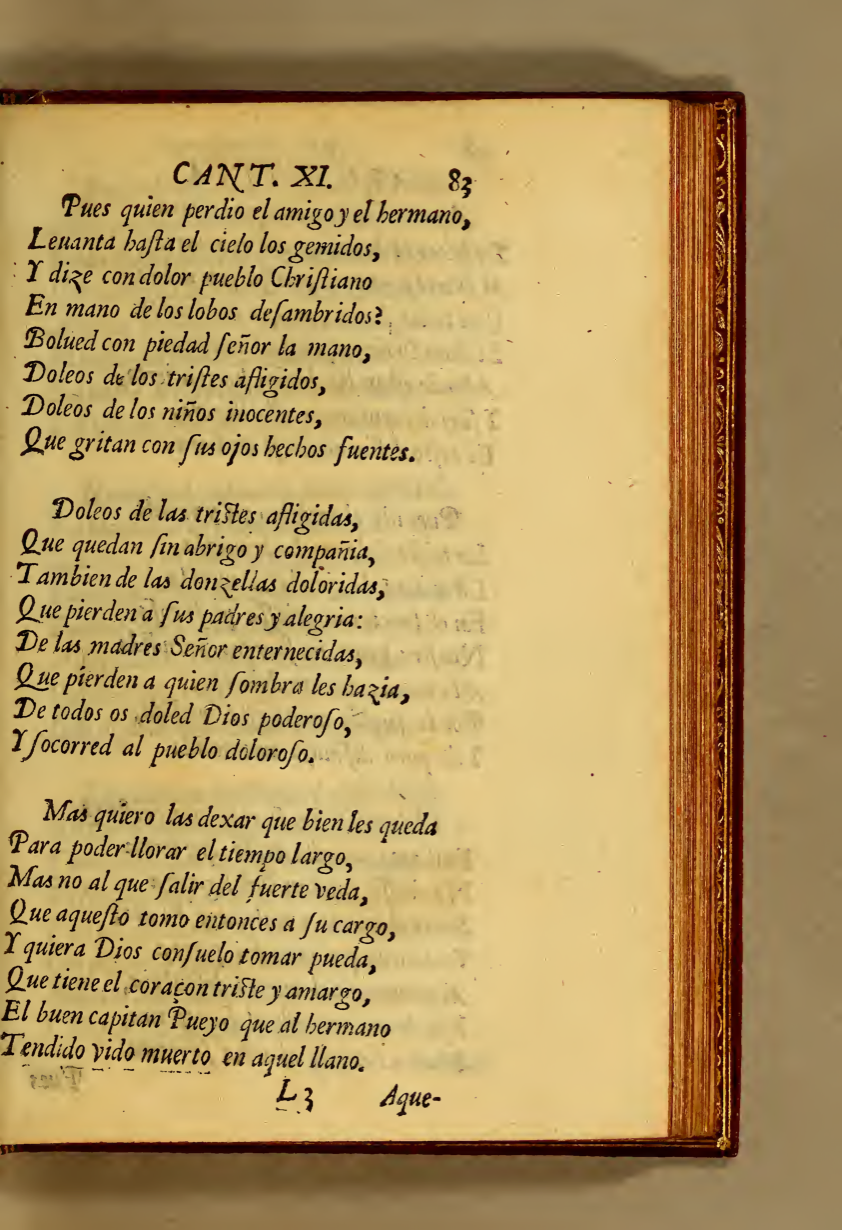 CANT. XI. 83
Pues quien perdio el amigo y el hermano,
Leuanta haſta el cielo los gemidos,
Y dize con dolor pueblo Chriſtiano
En mano de los lobos deſambridos?
Bolued con piedad ſeñor la mano,
Doleos de los triſtes afligidos,
Doleos de los niños inocentes,
Que gritan con ſus ojos hechos fuentes.
Doleos de las triſtes afligidas,
Que quedan ſin abrigo y compañia,
Tambien de las donzellas doloridas,
Que pierden a ſus padres y alegria:
De las madres Señor enternecidas,
Que pierden a quien ſombra les hazia,
De todos os doled Dios poderoſo,
Y ſocorred al pueblo doloroſo.
Mas quiero las dexar que bien les queda
Para poder llorar el tiempo largo,
Mas no al que ſalir del fuerte veda,
Que aqueſto tomo entonces a ſu cargo,
Y quiera Dios conſuelo tomar pueda,
Que tiene el coraçon triſte y amargo,
El buen capitan Pueyo que al hermano
Tendido vido muerto en aquel llano.
L3 Aque-